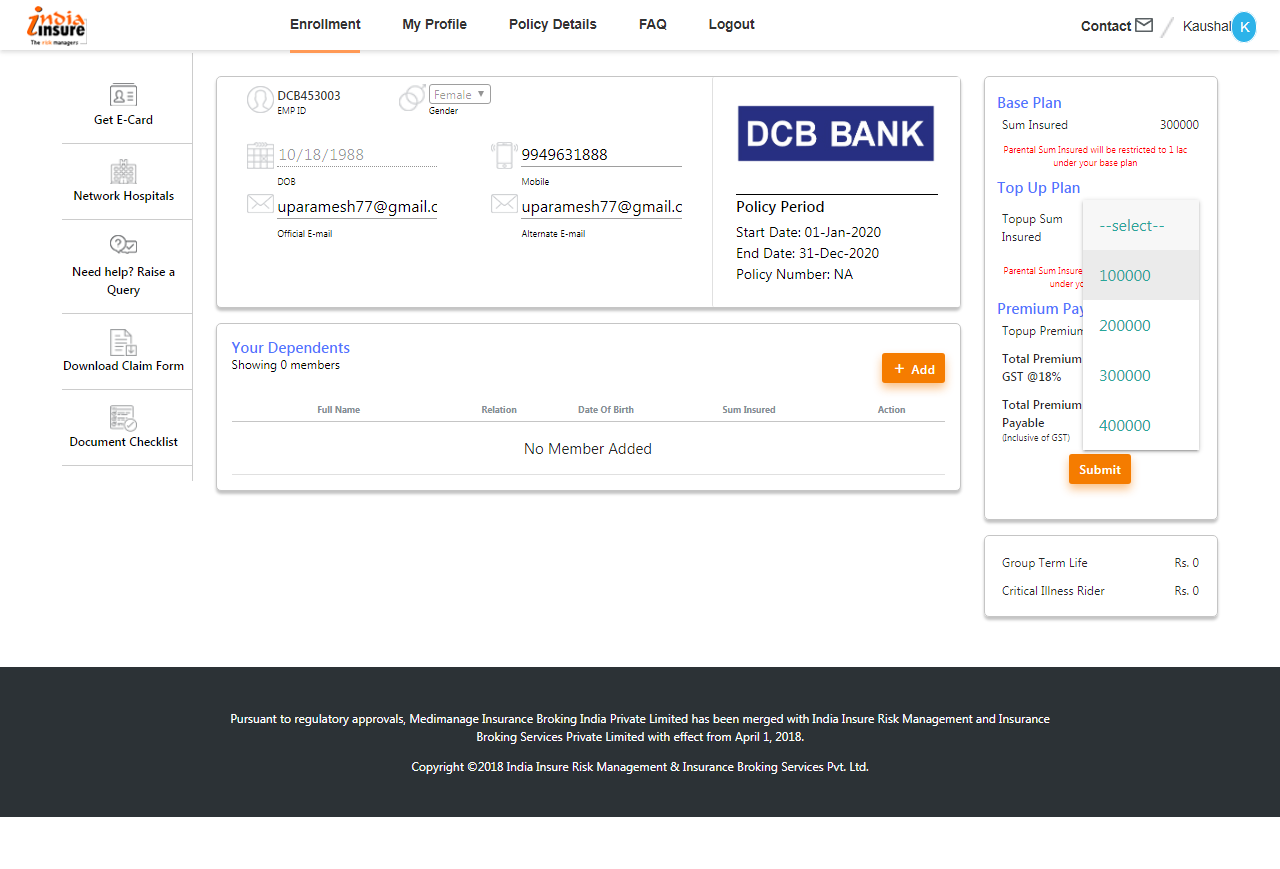 india
insure
The risk managers
Enrollment
My Profile
Policy Details
FAQ
Logout
Contact
Kaushal
K
Get E-Card
Network Hospitals
Need help? Raise a
Query
Download Claim Form
Document Checklist
DCB453003
EMP ID
Female
Gender
10/18/1988
DOB
9949631888
Mobile
uparamesh77@gmail.c
Official E-mail
uparamesh77@gmail.c
Alternate E-mail
DCB BANK
Policy Period
Start Date: 01-Jan-2020
End Date: 31-Dec-2020
Policy Number: NA
Your Dependents
Showing 0 members
+ Add
Full Name
Relation
Date Of Birth
Sum Insured
Action
No Member Added
Base Plan
Sum Insured 300000
Parental Sum Insured will be restricted to 1 lac
under your base plan
Top Up Plan
Topup Sum
Insured
--select--
100000
200000
300000
400000
Parental Sum Insure
under yo
Premium Pay
Topup Premium
Total Premium
GST @18%
Total Premium
Payable
(Inclusive of GST)
Submit
Group Term Life Rs. 0
Critical Illness Rider Rs. 0
Pursuant to regulatory approvals, Medimanage Insurance Broking India Private Limited has been merged with India Insure Risk Management and Insurance
Broking Services Private Limited with effect from April 1, 2018.
Copyright ©2018 India Insure Risk Management & Insurance Broking Services Pvt. Ltd.